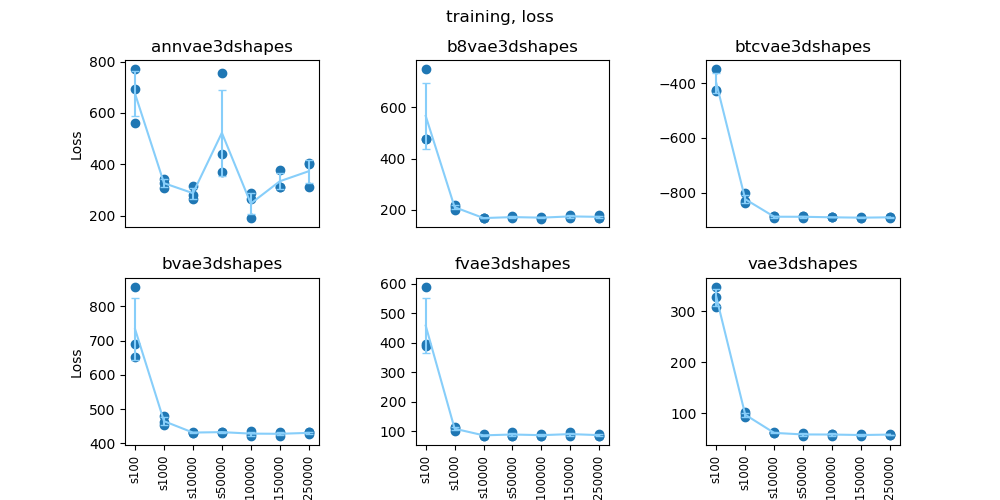 training, loss
annvae3dshapes
b8vae3dshapes
btcvae3dshapes
Loss
800
600
400
200
600
400
200
−400
−600
−800
bvae3dshapes
fvae3dshapes
vae3dshapes
Loss
800
700
600
500
400
600
500
400
300
200
100
300
200
100
s100
s1000
s10000
s50000
100000
150000
250000
s100
s1000
s10000
s50000
100000
150000
250000
s100
s1000
s10000
s50000
100000
150000
250000